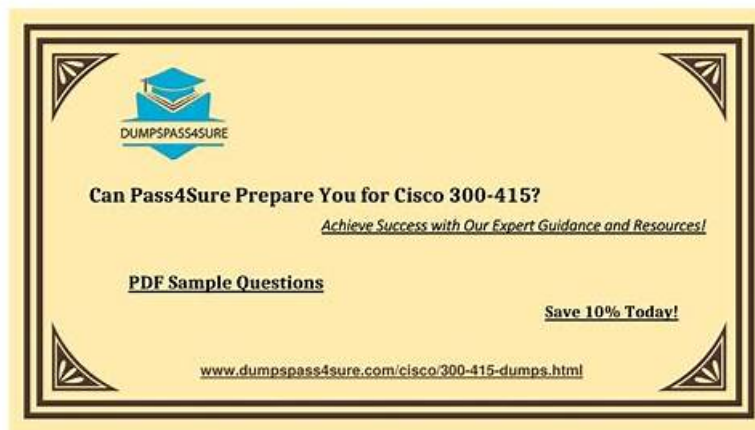 DUMPSPASS4SURE
Can Pass4Sure Prepare You for Cisco 300-415?
Achieve Success with Our Expert Guidance and Resources!
PDF Sample Questions
Save 10% Today!
www.dumpspass4sure.com/cisco/300-415-dumps.html